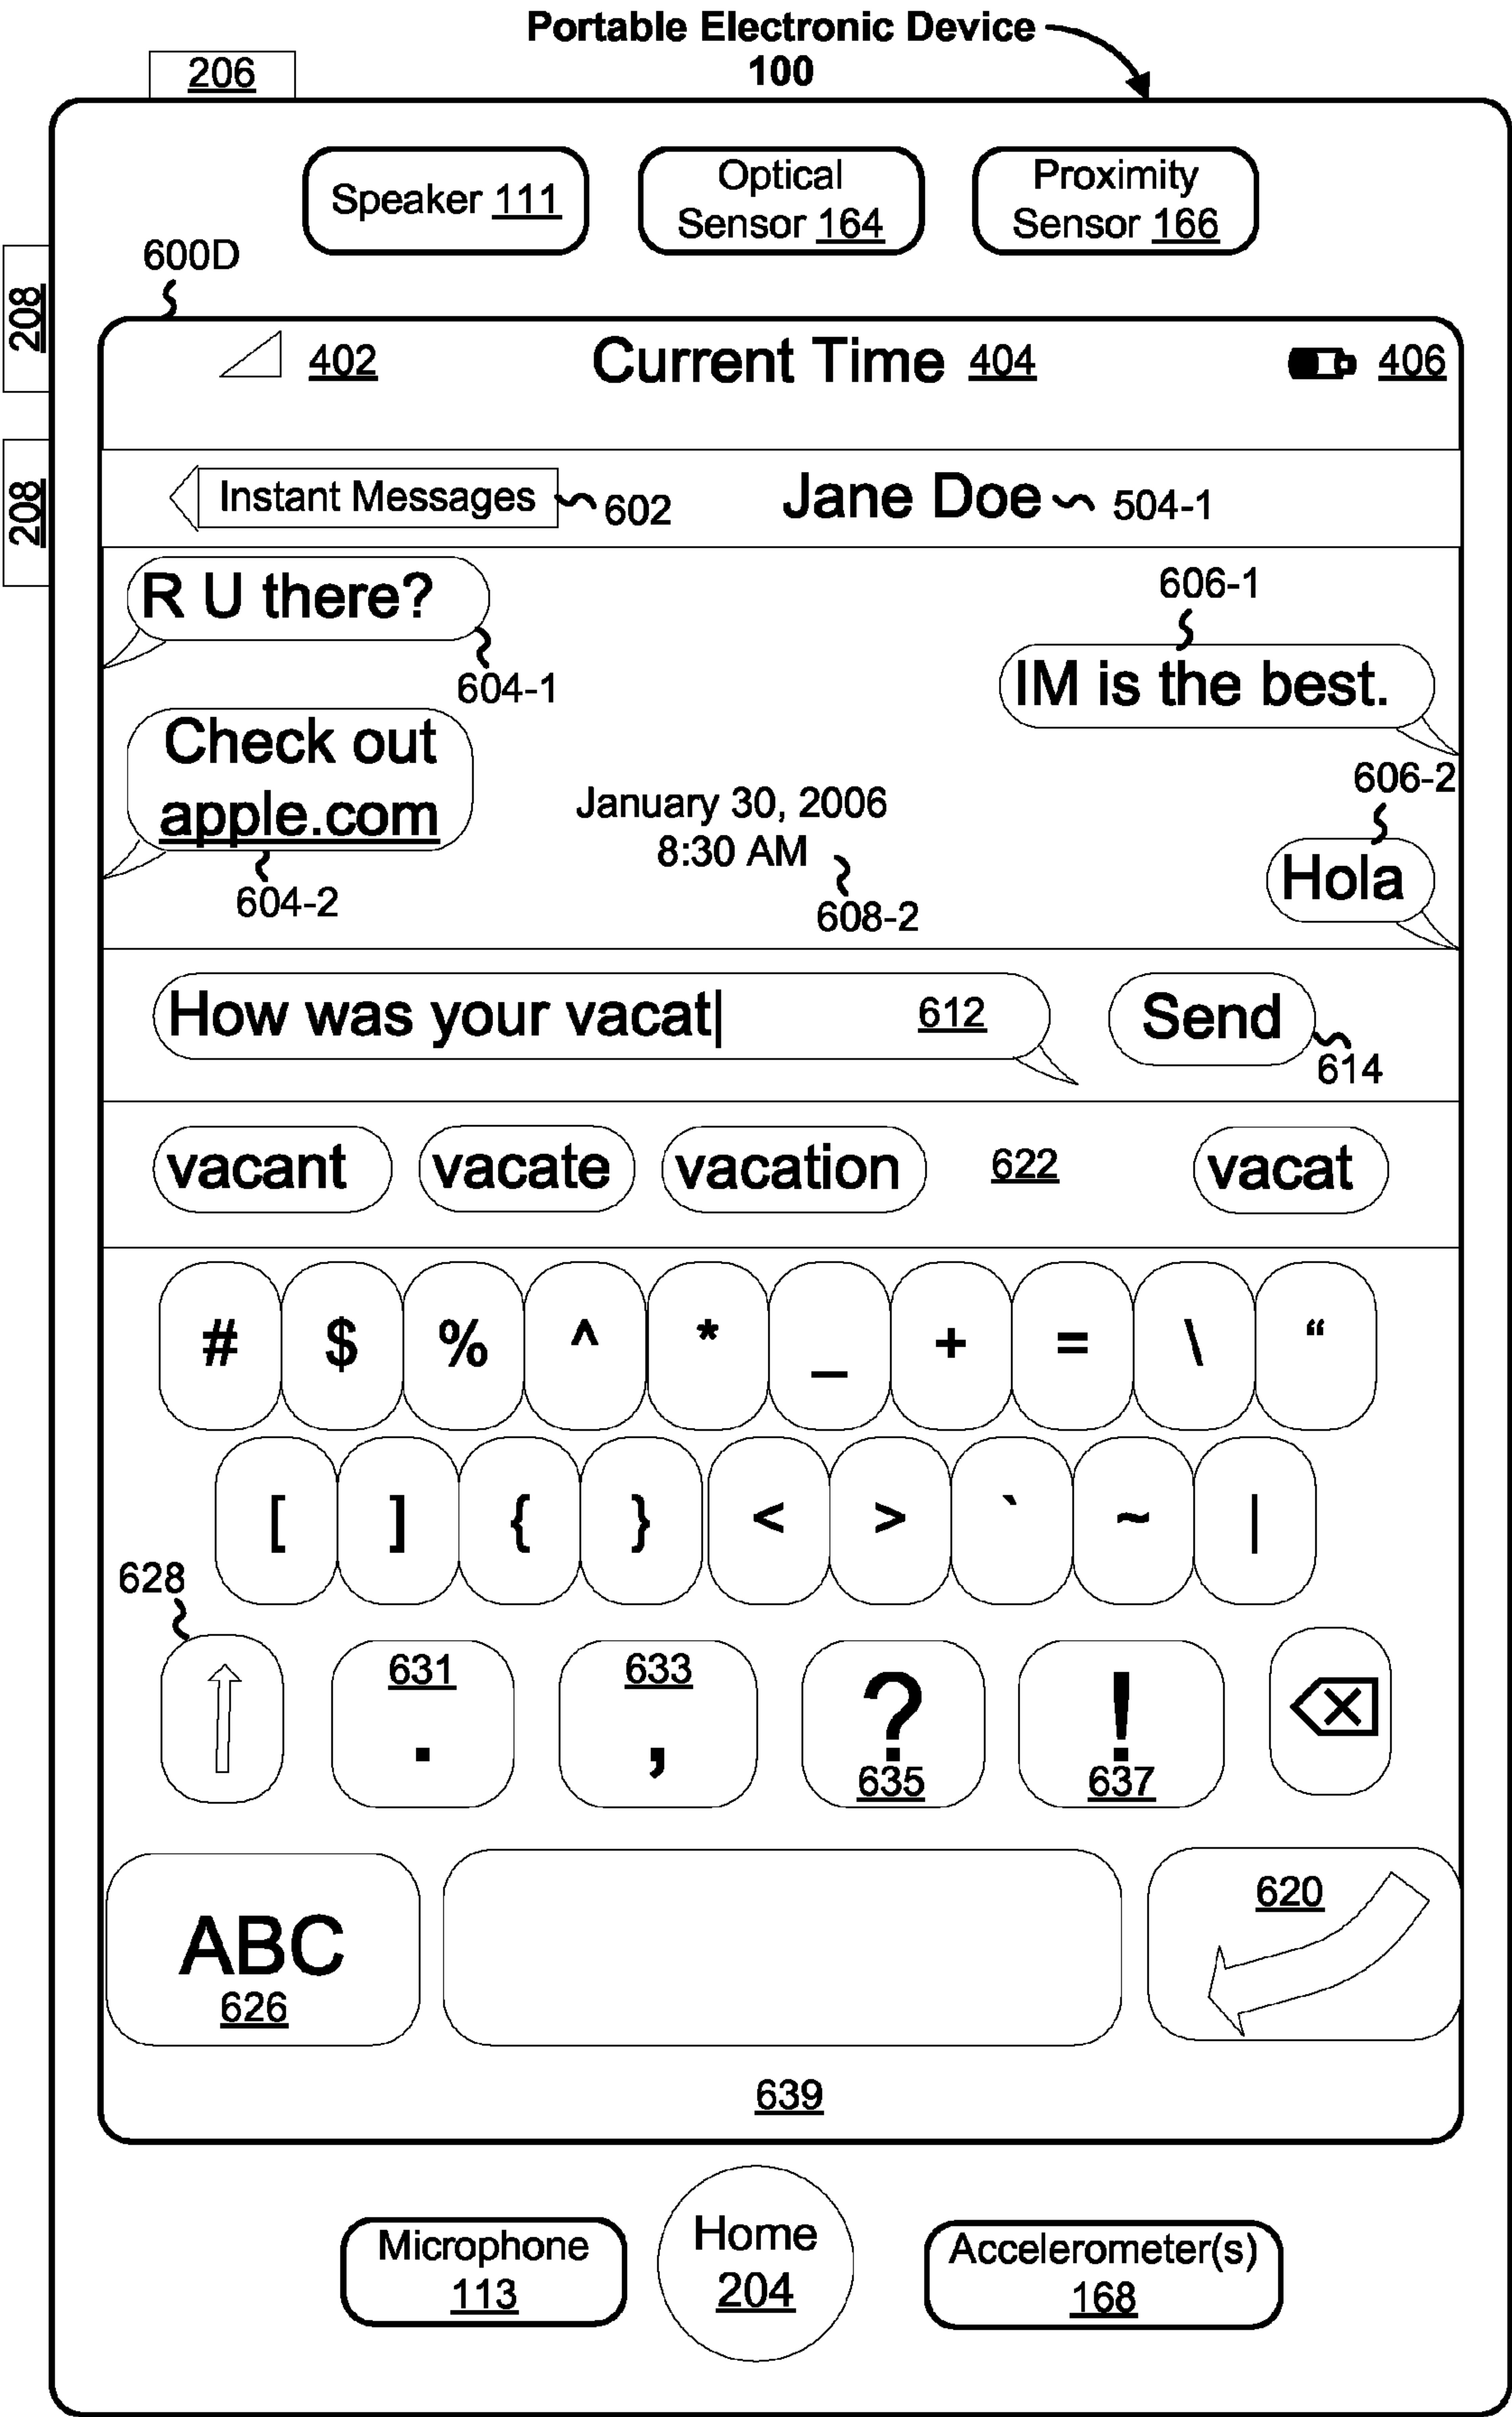 Portable Electronic Device
100
206
Speaker 111
Optical
Sensor 164
Proximity
Sensor 166
600D
208
208
402
Current Time 404
406
Instant Messages
602
Jane Doe
504-1
R U there?
604-1
606-1
IM is the best.
Check out
apple.com
604-2
January 30, 2006
8:30 AM
608-2
606-2
Hola
How was your vacat|
612
Send
614
vacant vacate vacation 622 vacat
# $ % ^ * _ + = \ “
[ ] { } < > ` ~ |
628
631
.
633
,
?
635
!
637
ABC
626
620
639
Microphone
113
Home
204
Accelerometer(s)
168